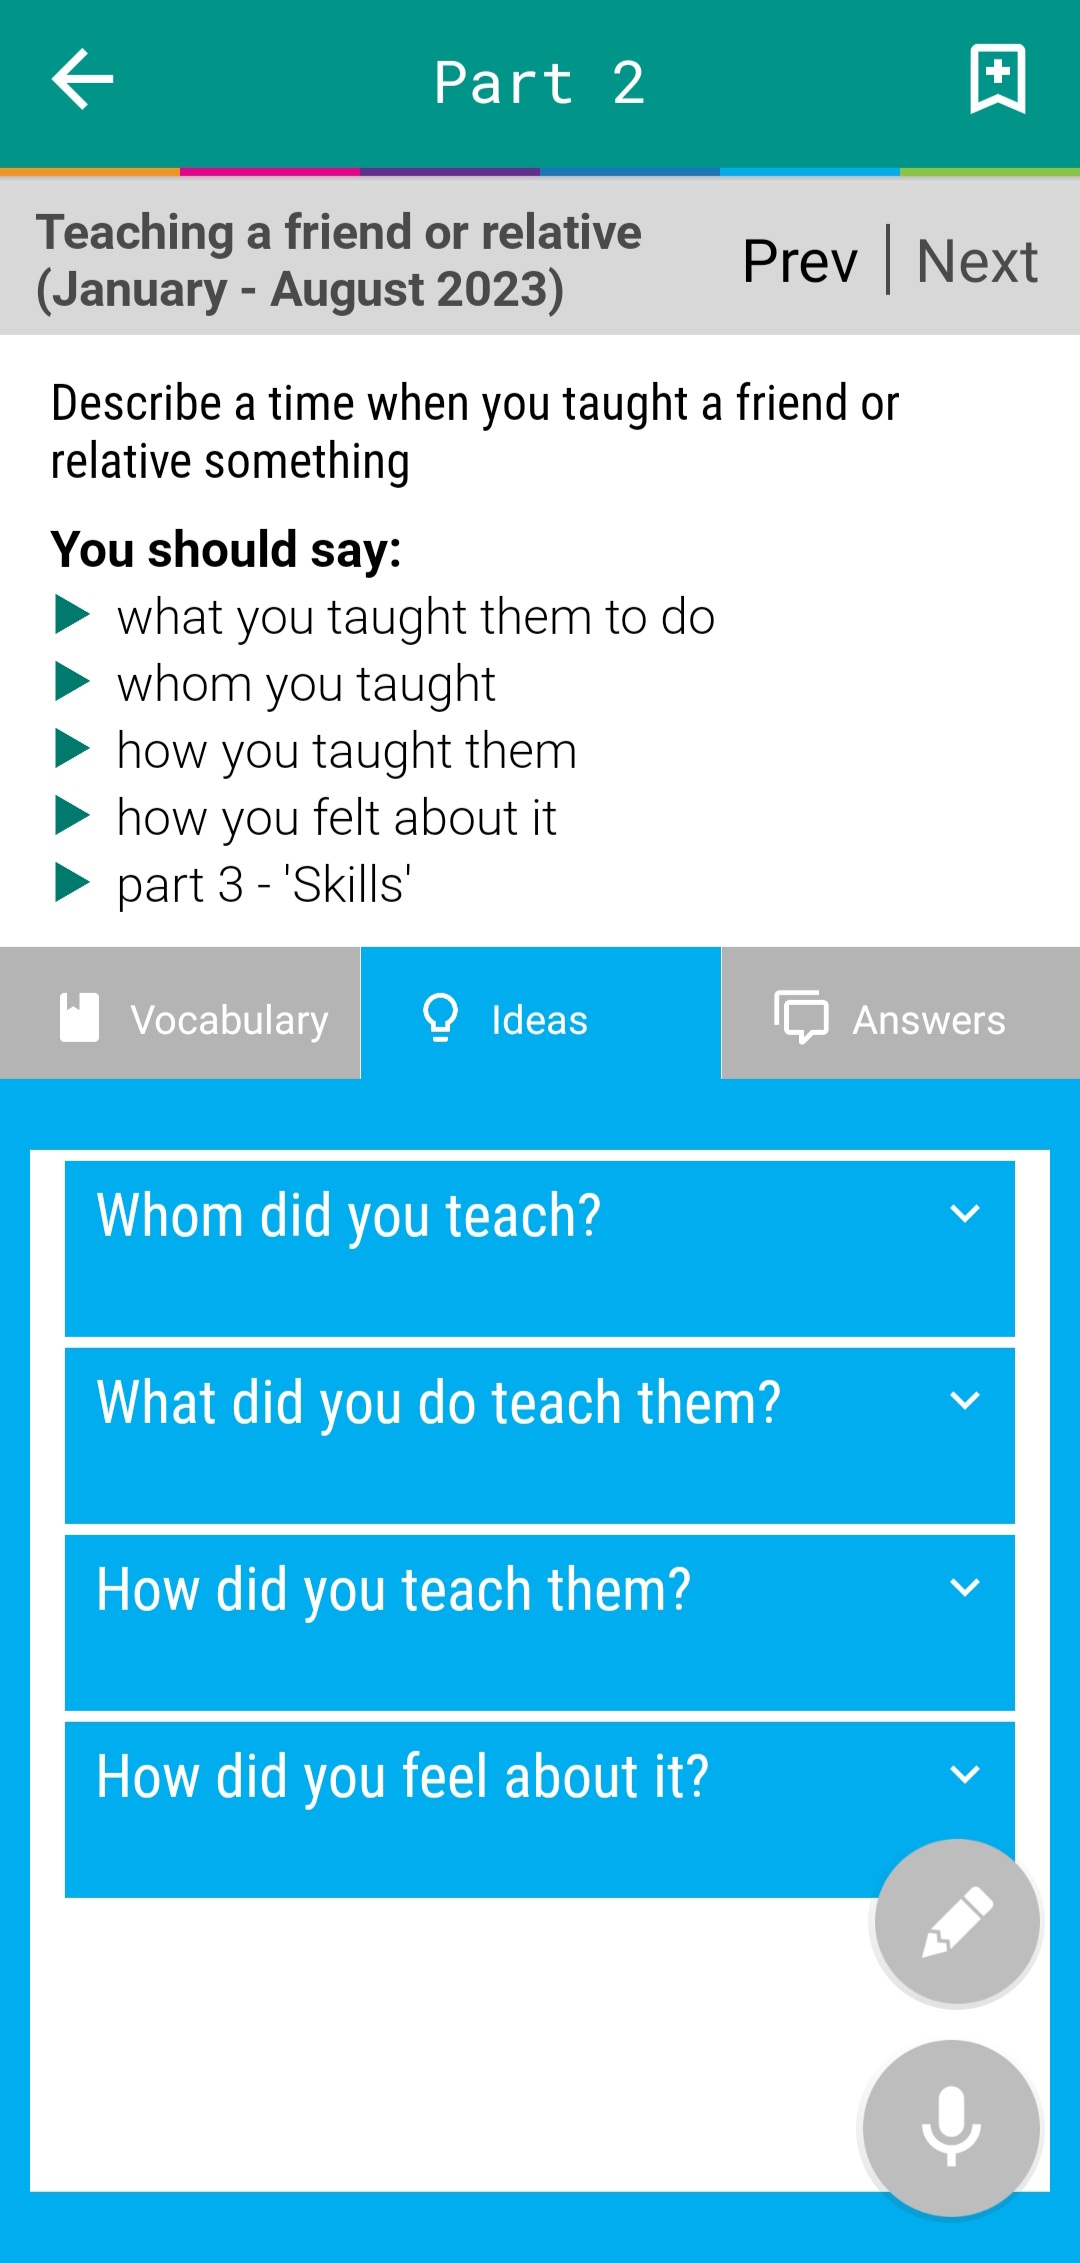 Part 2
Teaching a friend or relative
(January - August 2023)
Prev | Next
Describe a time when you taught a friend or
relative something
You should say:
what you taught them to do
whom you taught
how you taught them
how you felt about it
part 3 - 'Skills'
Vocabulary
Ideas
Answers
Whom did you teach?
What did you do teach them?
How did you teach them?
How did you feel about it?